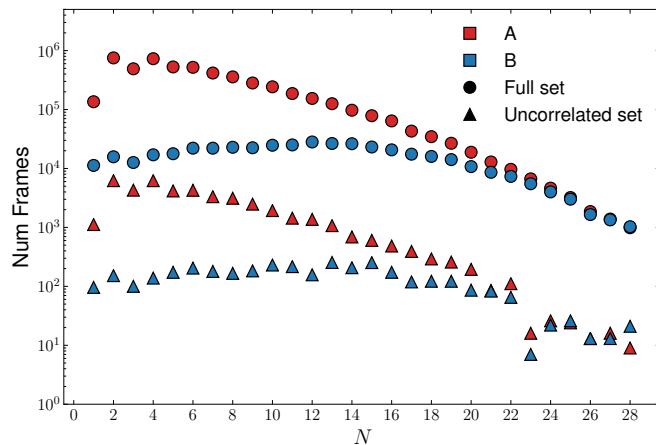 A
B
Full set
Uncorrelated set
Num Frames
10^6
10^5
10^4
10^3
10^2
10^1
10^0
0 2 4 6 8 10 12 14 16 18 20 22 24 26 28
N